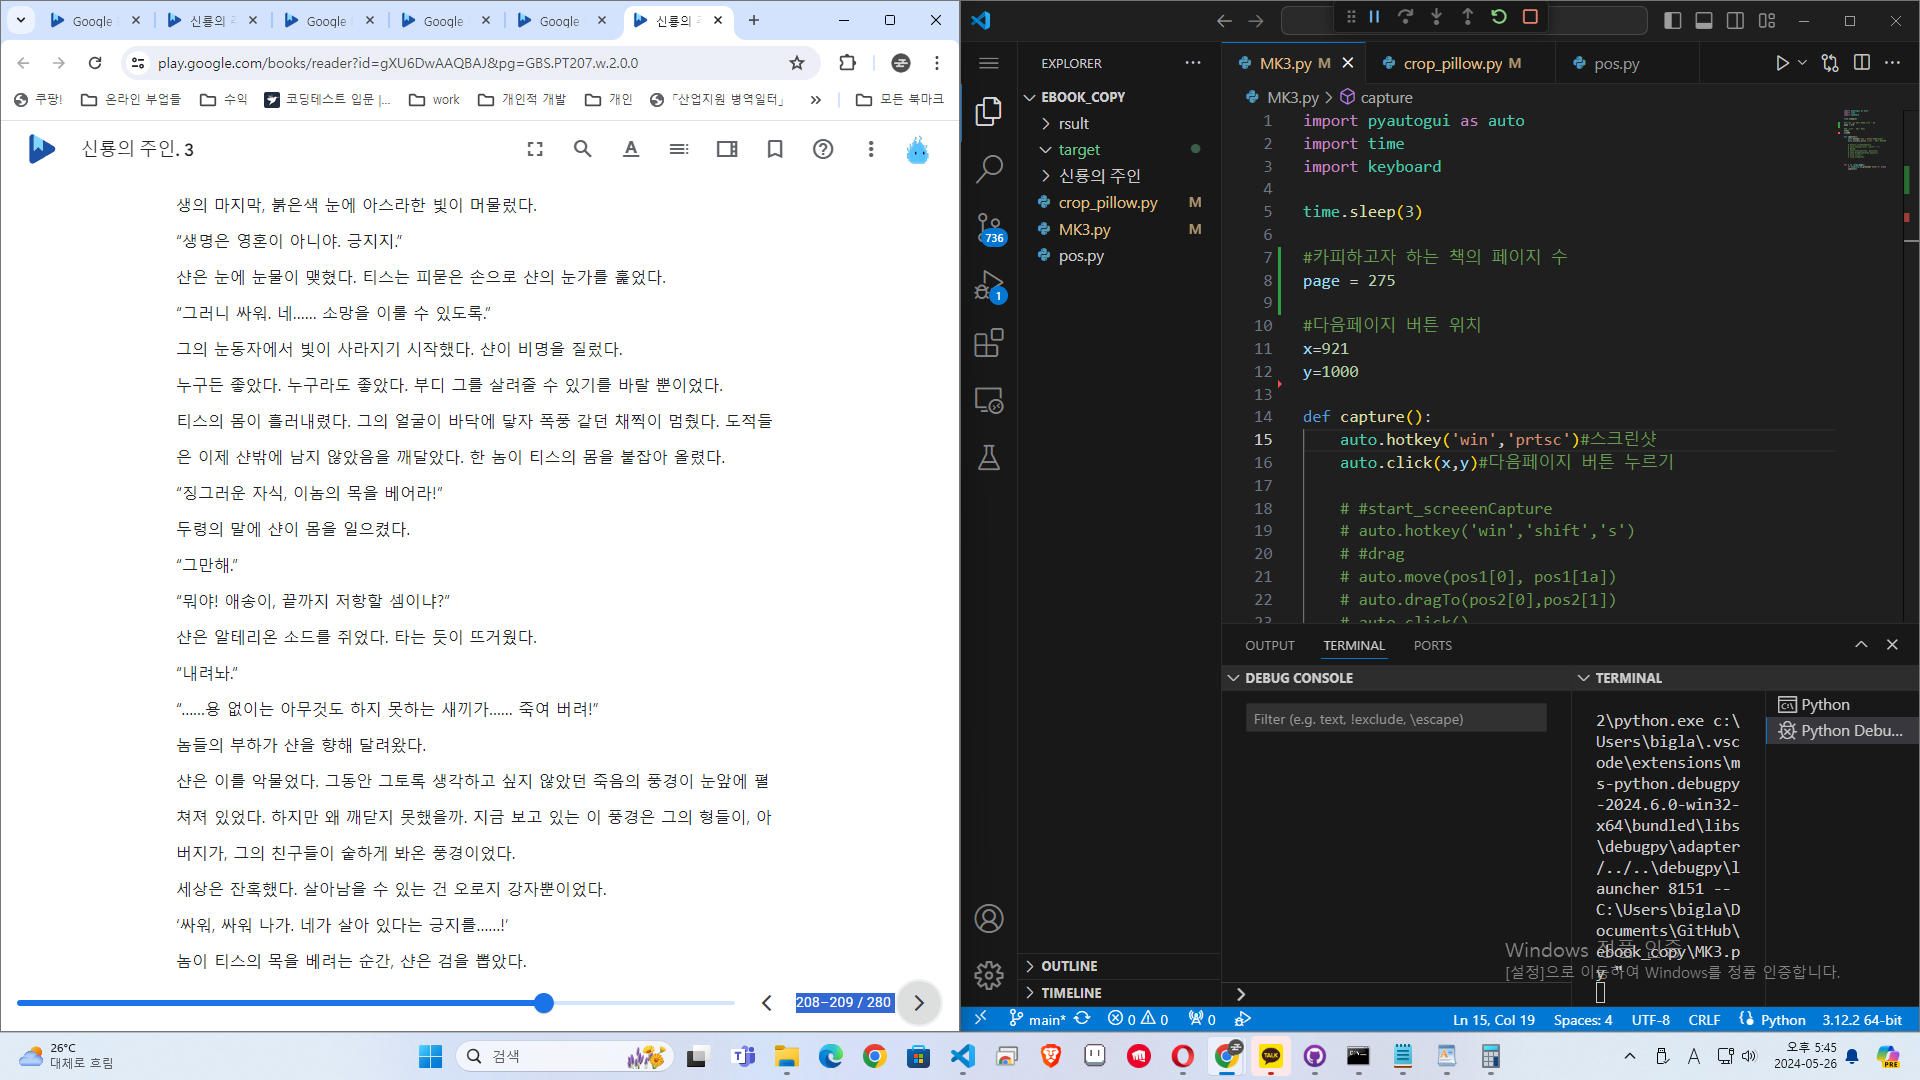 Google
신룡의 주
Google
Google
Google
신룡의 주
play.google.com/books/reader?id=gXU6DwAAQBAJ&pg=GBS.PT207.w.2.0.0
쿠팡!
온라인 부업들
수익
코딩테스트 입문 |...
work
개인적 개발
개인
「산업지원 병역일터」
모든 북마크
신룡의 주인. 3
생의 마지막, 붉은색 눈에 아스라한 빛이 머물렀다.
“생명은 영혼이 아니야. 긍지지.”
샨은 눈에 눈물이 맺혔다. 티스는 피묻은 손으로 샨의 눈가를 훑었다.
“그러니 싸워. 네...... 소망을 이룰 수 있도록.”
그의 눈동자에서 빛이 사라지기 시작했다. 샨이 비명을 질렀다.
누구든 좋았다. 누구라도 좋았다. 부디 그를 살려줄 수 있기를 바랄 뿐이었다.
티스의 몸이 흘러내렸다. 그의 얼굴이 바닥에 닿자 폭풍 같던 채찍이 멈췄다. 도적들
은 이제 샨밖에 남지 않았음을 깨달았다. 한 놈이 티스의 몸을 붙잡아 올렸다.
“징그러운 자식, 이놈의 목을 베어라!”
두령의 말에 샨이 몸을 일으켰다.
“그만해.”
“뭐야! 애송이, 끝까지 저항할 셈이냐?”
샨은 알테리온 소드를 쥐었다. 타는 듯이 뜨거웠다.
“내려놔.”
“......용 없이는 아무것도 하지 못하는 새끼가...... 죽여 버려!”
놈들의 부하가 샨을 향해 달려왔다.
샨은 이를 악물었다. 그동안 그토록 생각하고 싶지 않았던 죽음의 풍경이 눈앞에 펼
쳐져 있었다. 하지만 왜 깨닫지 못했을까. 지금 보고 있는 이 풍경은 그의 형들이, 아
버지가, 그의 친구들이 숱하게 봐온 풍경이었다.
세상은 잔혹했다. 살아남을 수 있는 건 오로지 강자뿐이었다.
‘싸워, 싸워 나가. 네가 살아 있다는 긍지를......!’
놈이 티스의 목을 베려는 순간, 샨은 검을 뽑았다.
208–209 / 280
EXPLORER
EBOOK_COPY
rsult
target
신룡의 주인
crop_pillow.py M
MK3.py M
pos.py
736
1
OUTLINE
TIMELINE
MK3.py M
crop_pillow.py M
pos.py
MK3.py > capture
1 import pyautogui as auto
2 import time
3 import keyboard
4
5 time.sleep(3)
6
7 #카피하고자 하는 책의 페이지 수
8 page = 275
9
10 #다음페이지 버튼 위치
11 x=921
12 y=1000
13
14 def capture():
15 auto.hotkey('win','prtsc')#스크린샷
16 auto.click(x,y)#다음페이지 버튼 누르기
17
18 # #start_screeenCapture
19 # auto.hotkey('win','shift','s')
20 # #drag
21 # auto.move(pos1[0], pos1[1a])
22 # auto.dragTo(pos2[0],pos2[1])
23 # auto.click()
OUTPUT
TERMINAL
PORTS
DEBUG CONSOLE
Filter (e.g. text, !exclude, \escape)
TERMINAL
2\python.exe c:\
Users\bigla\.vsc
ode\extensions\m
s-python.debugpy
-2024.6.0-win32-
x64\bundled\libs
\debugpy\adapter
/../..\debugpy\l
auncher 8151 --
C:\Users\bigla\D
ocuments\GitHub\
ebook_copy\MK3.p
y "
Python
Python Debu...
Windows 정품 인증
[설정]으로 이동하여 Windows를 정품 인증합니다.
main*
0 0
0
Ln 15, Col 19
Spaces: 4
UTF-8
CRLF
Python
3.12.2 64-bit
26°C
대체로 흐림
검색
TALK
A
오후 5:45
2024-05-26
PRE